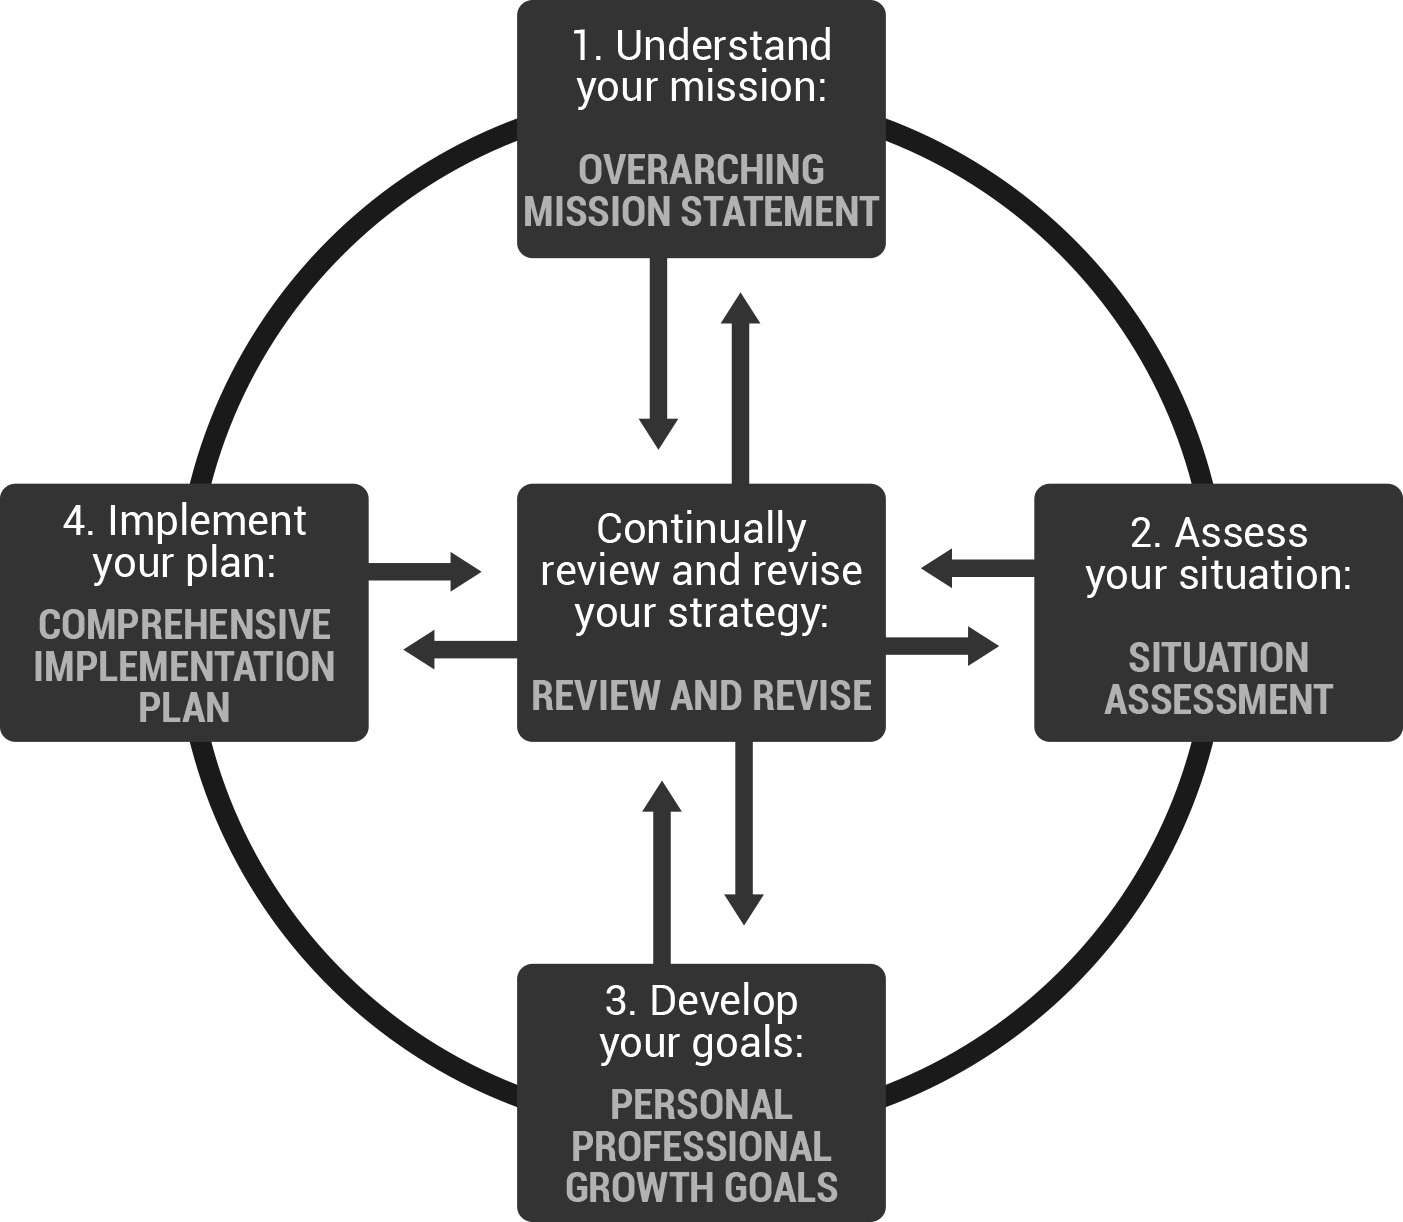 1. Understand
your mission:
OVERARCHING
MISSION STATEMENT
4. Implement
your plan:
COMPREHENSIVE
IMPLEMENTATION
PLAN
Continually
review and revise
your strategy:
REVIEW AND REVISE
2. Assess
your situation:
SITUATION
ASSESSMENT
3. Develop
your goals:
PERSONAL
PROFESSIONAL
GROWTH GOALS